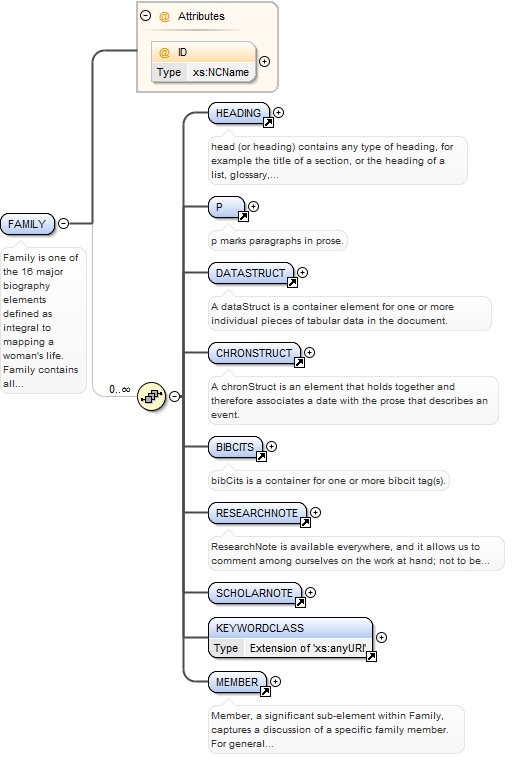 @ Attributes
@ ID
Type xs:NCName
HEADING
head (or heading) contains any type of heading, for
example the title of a section, or the heading of a
list, glossary,...
P
p marks paragraphs in prose.
FAMILY
Family is one of
the 16 major
biography
elements
defined as
integral to
mapping a
woman's life.
Family contains
all...
0..∞
DATASTRUCT
A dataStruct is a container element for one or more
individual pieces of tabular data in the document.
CHRONSTRUCT
A chronStruct is an element that holds together and
therefore associates a date with the prose that describes an
event.
BIBCITS
bibCits is a container for one or more bibcit tag(s).
RESEARCHNOTE
ResearchNote is available everywhere, and it allows us to
comment among ourselves on the work at hand; not to be...
SCHOLARNOTE
KEYWORDCLASS
Type Extension of 'xs:anyURI'
MEMBER
Member, a significant sub-element within Family,
captures a discussion of a specific family member.
For general...